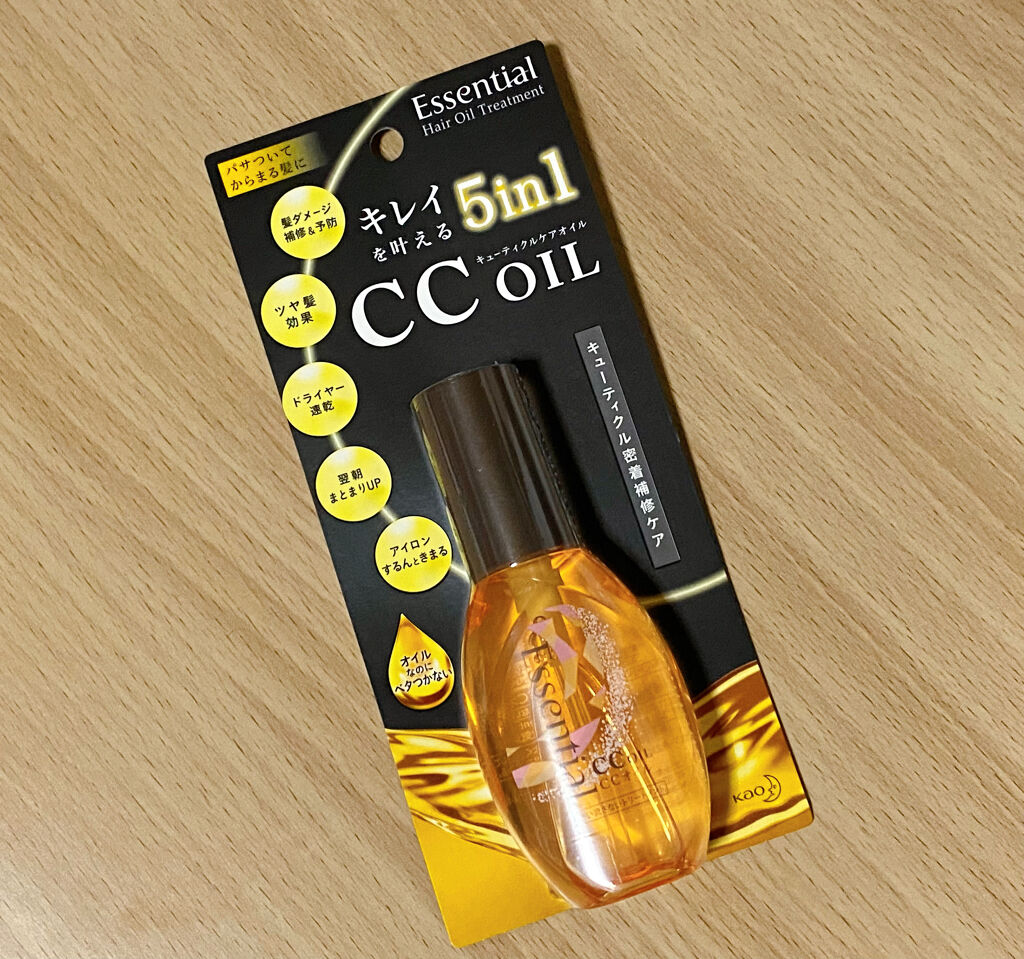 Essential
Hair Oil Treatment
パサついて
からまる髪に
キレイ
を叶える
5in1
キューティクルケアオイル
CC OIL
髪ダメージ
補修&予防
ツヤ髪
効果
ドライヤー
速乾
翌朝
まとまりUP
アイロン
するんときまる
キューティクル密着補修ケア
オイル
なのに
ベタつかない
Essential
CC OIL
kao